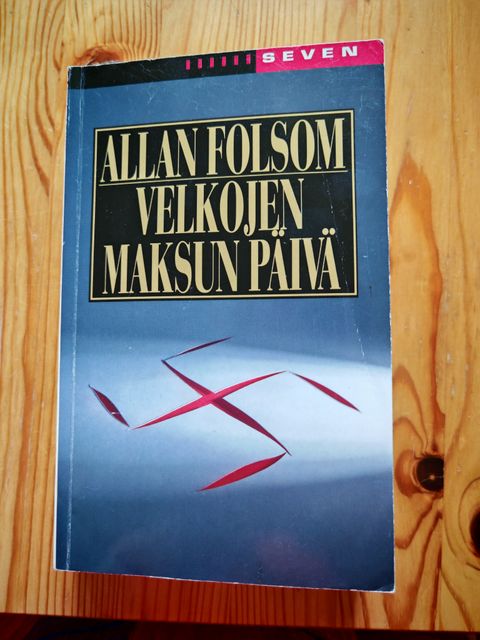 SEVEN
ALLAN FOLSOM
VELKOJEN
MAKSUN PÄIVÄ